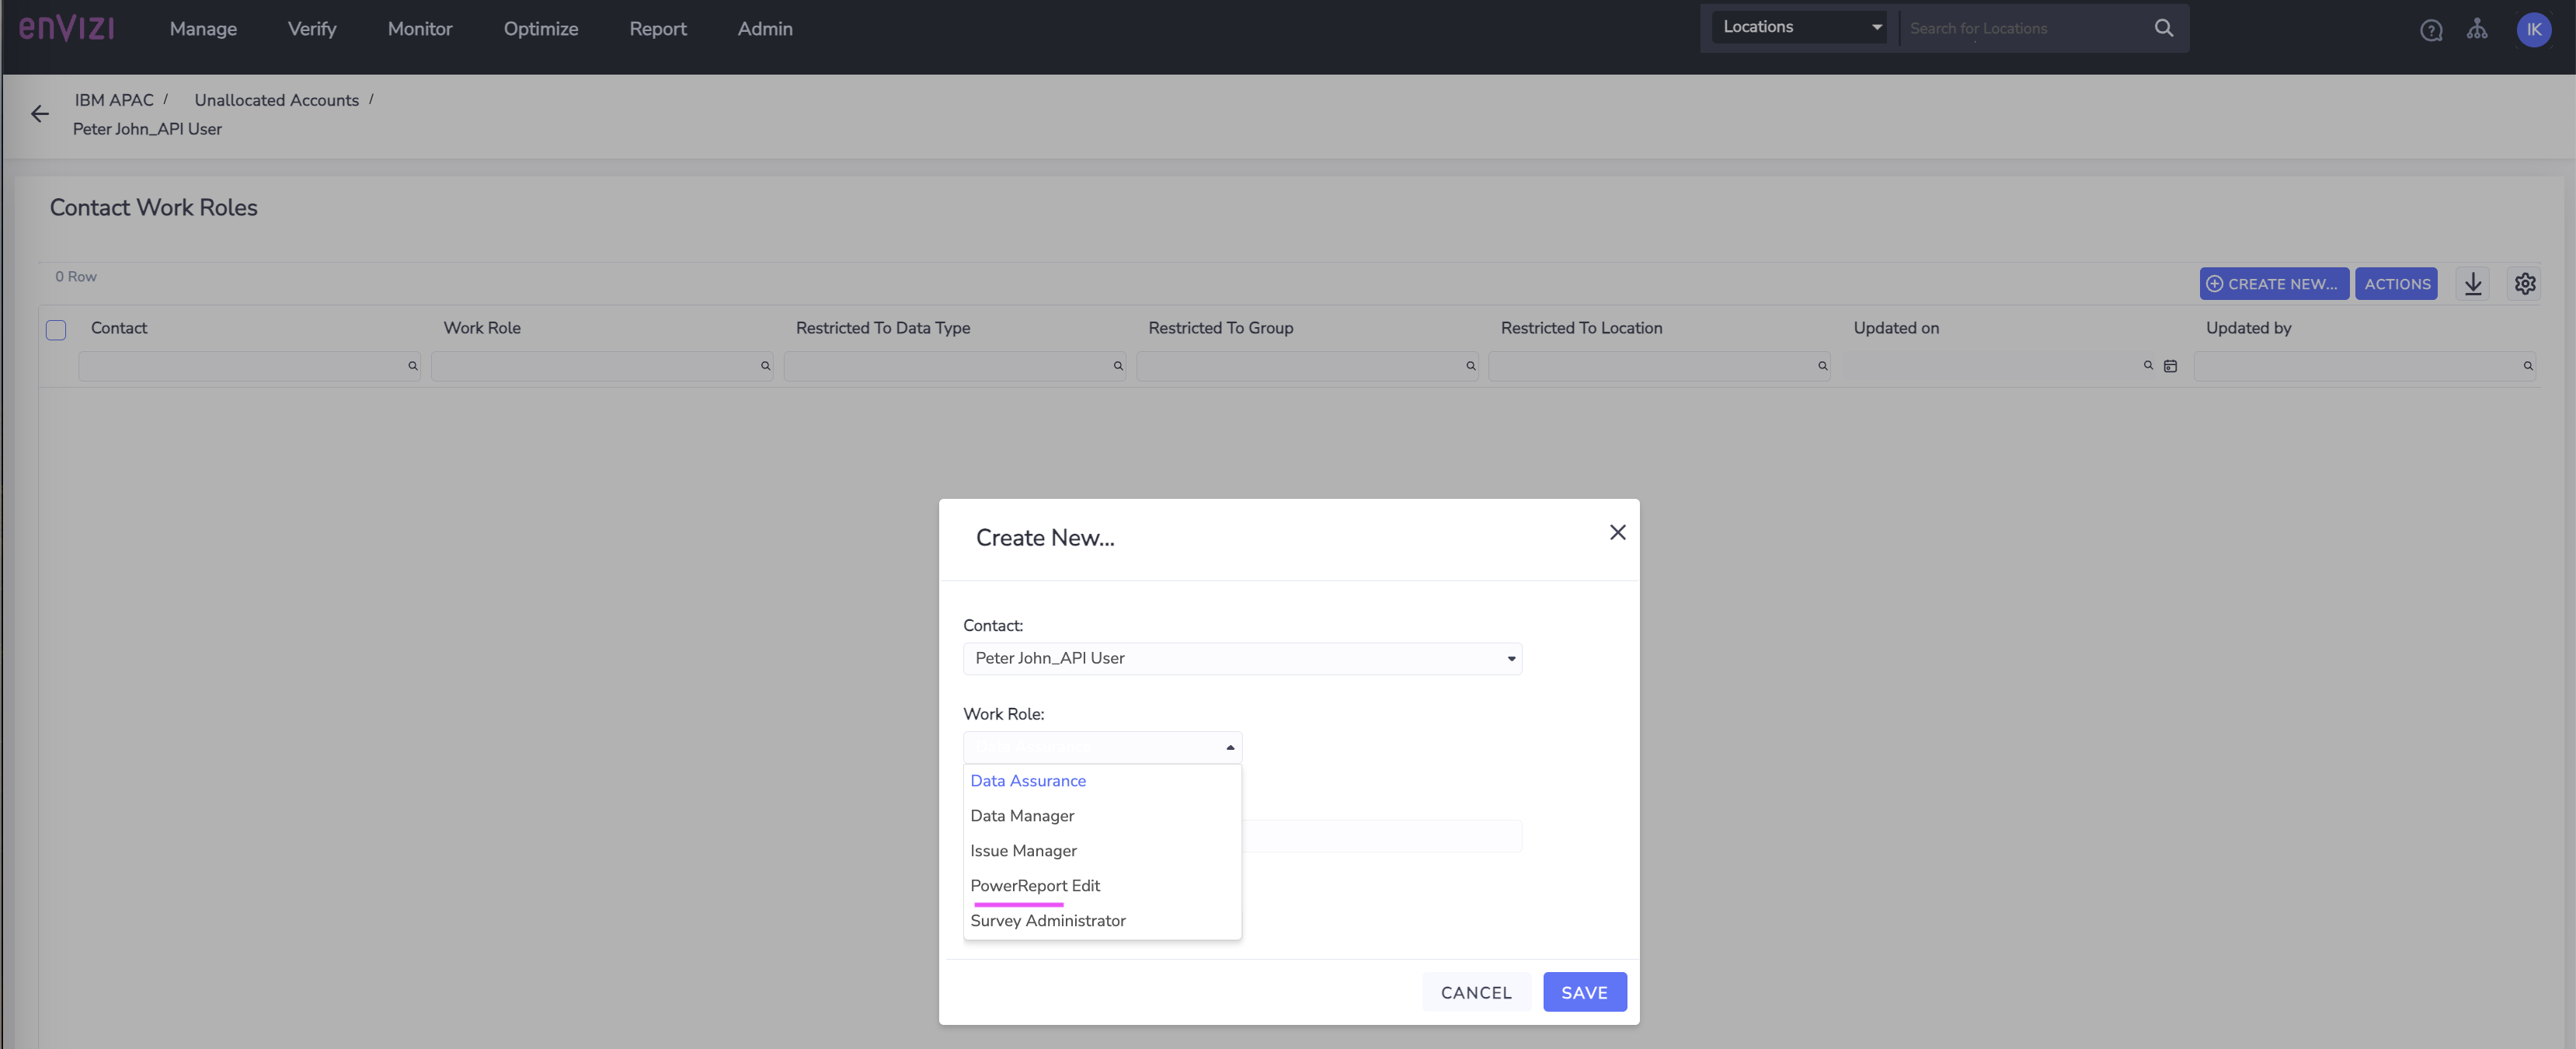 enVIZI
Manage Verify Monitor Optimize Report Admin
Locations Search for Locations
IK
IBM APAC / Unallocated Accounts /
Peter John_API User
Contact Work Roles
0 Row
CREATE NEW... ACTIONS
Contact Work Role Restricted To Data Type Restricted To Group Restricted To Location Updated on Updated by
Create New...
Contact:
Peter John_API User
Work Role:
Data Assurance
Data Manager
Issue Manager
PowerReport Edit
Survey Administrator
CANCEL SAVE